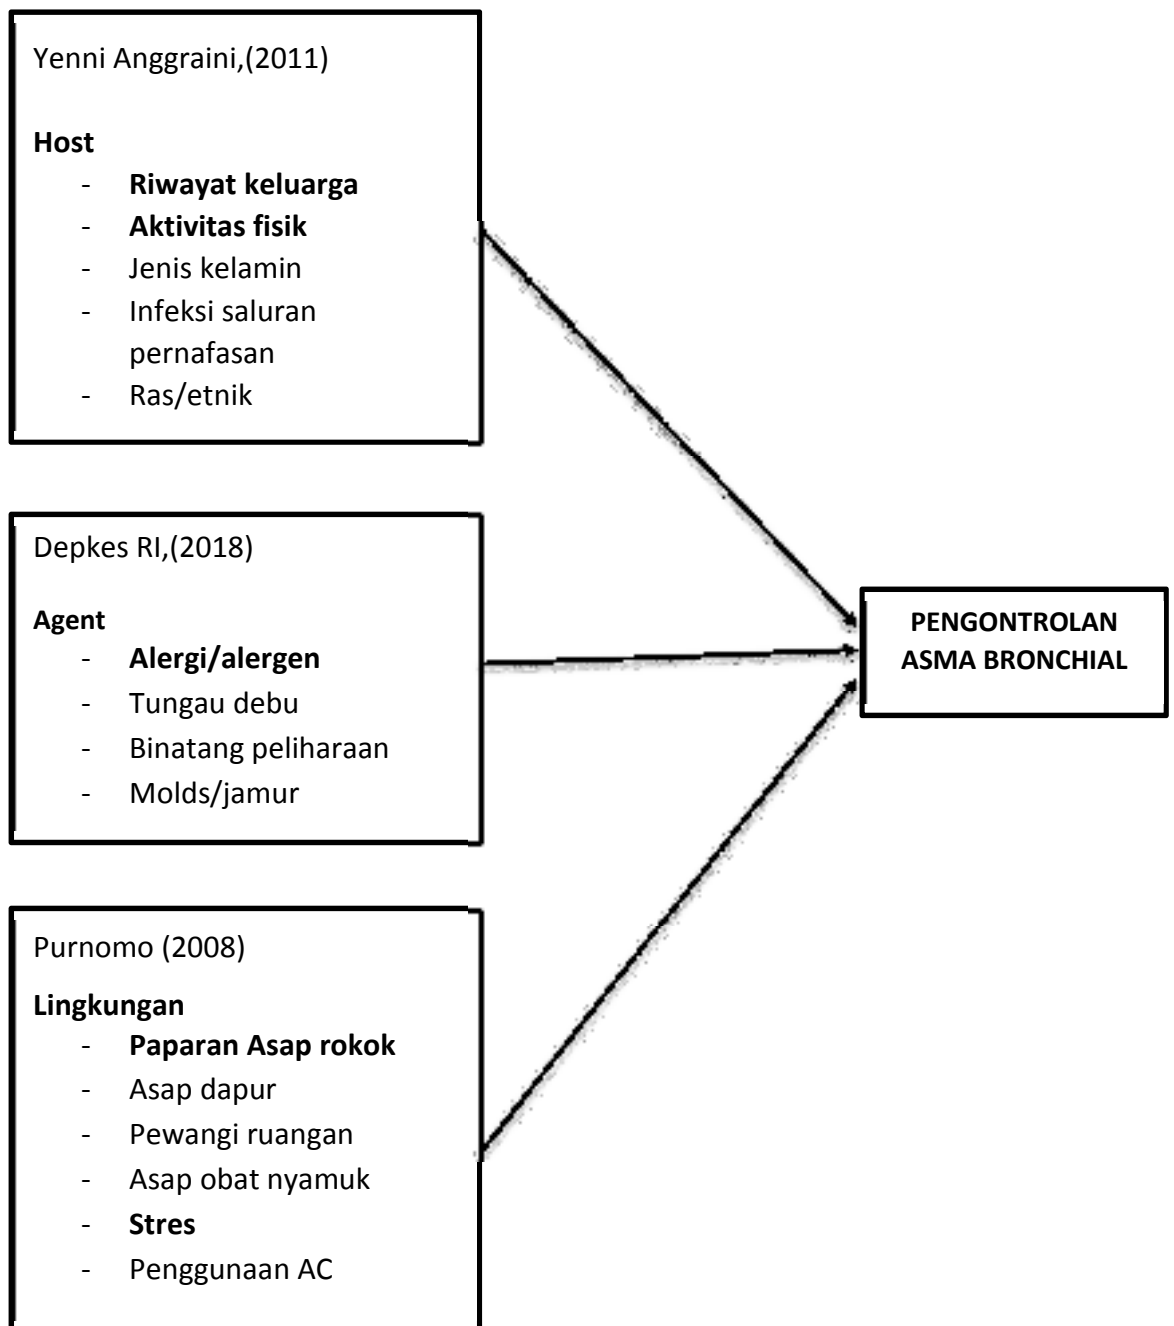 Yenni Anggraini,(2011)
Host
- Riwayat keluarga
- Aktivitas fisik
- Jenis kelamin
- Infeksi saluran
pernafasan
- Ras/etnik
Depkes RI,(2018)
Agent
- Alergi/alergen
- Tungau debu
- Binatang peliharaan
- Molds/jamur
PENGONTROLAN
ASMA BRONCHIAL
Purnomo (2008)
Lingkungan
- Paparan Asap rokok
- Asap dapur
- Pewangi ruangan
- Asap obat nyamuk
- Stres
- Penggunaan AC